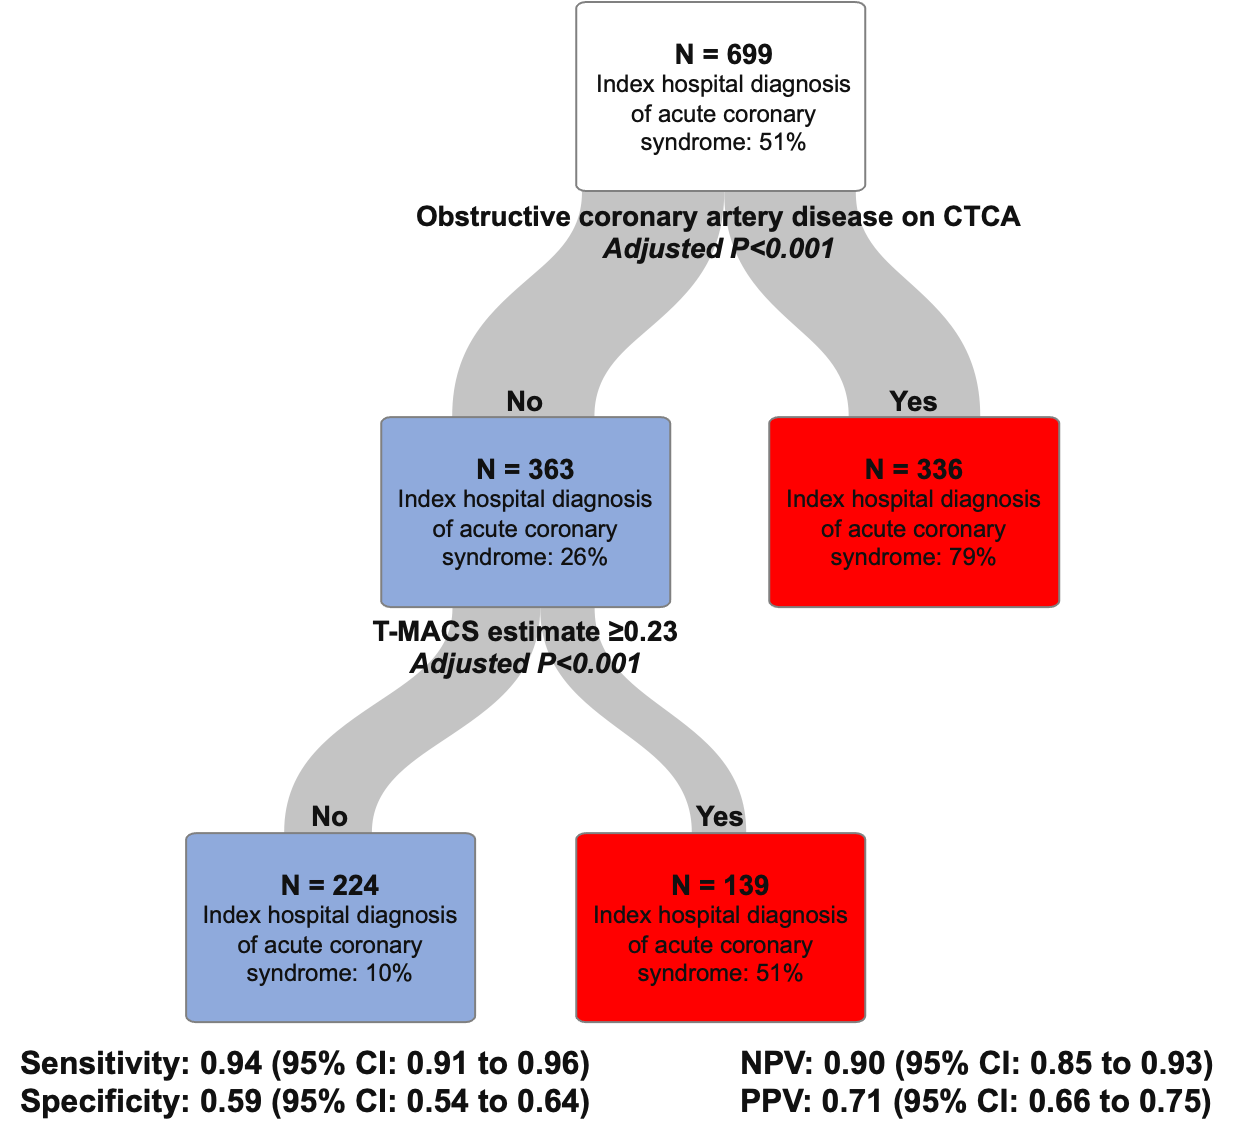 N = 699
Index hospital diagnosis
of acute coronary
syndrome: 51%
Obstructive coronary artery disease on CTCA
Adjusted P<0.001
No
Yes
N = 363
Index hospital diagnosis
of acute coronary
syndrome: 26%
N = 336
Index hospital diagnosis
of acute coronary
syndrome: 79%
T-MACS estimate ≥0.23
Adjusted P<0.001
No
Yes
N = 224
Index hospital diagnosis
of acute coronary
syndrome: 10%
N = 139
Index hospital diagnosis
of acute coronary
syndrome: 51%
Sensitivity: 0.94 (95% CI: 0.91 to 0.96)
Specificity: 0.59 (95% CI: 0.54 to 0.64)
NPV: 0.90 (95% CI: 0.85 to 0.93)
PPV: 0.71 (95% CI: 0.66 to 0.75)